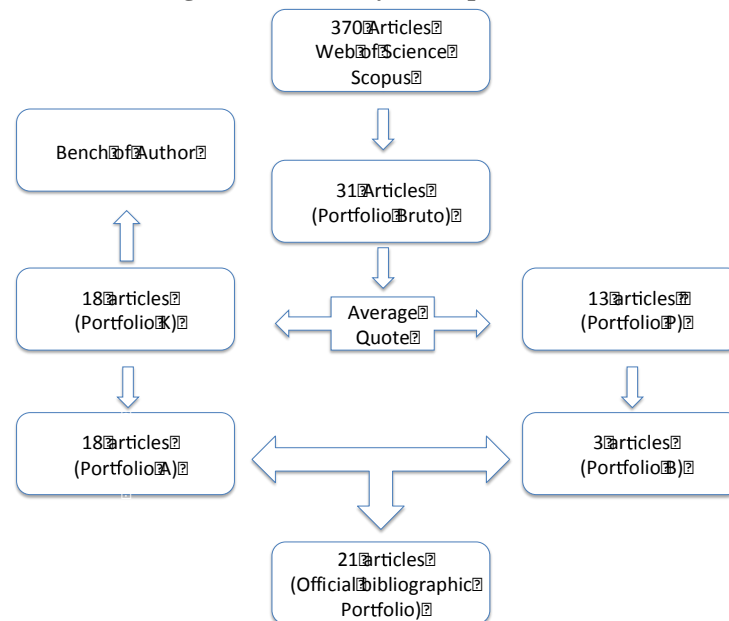 370 Articles
Web of Science
Scopus
Bench of Author
31 Articles
(Portfolio Bruto)
18 articles
(Portfolio K)
Average
Quote
13 articles
(Portfolio P)
18 articles
(Portfolio A)
3 articles
(Portfolio B)
21 articles
(Official bibliographic
Portfolio)